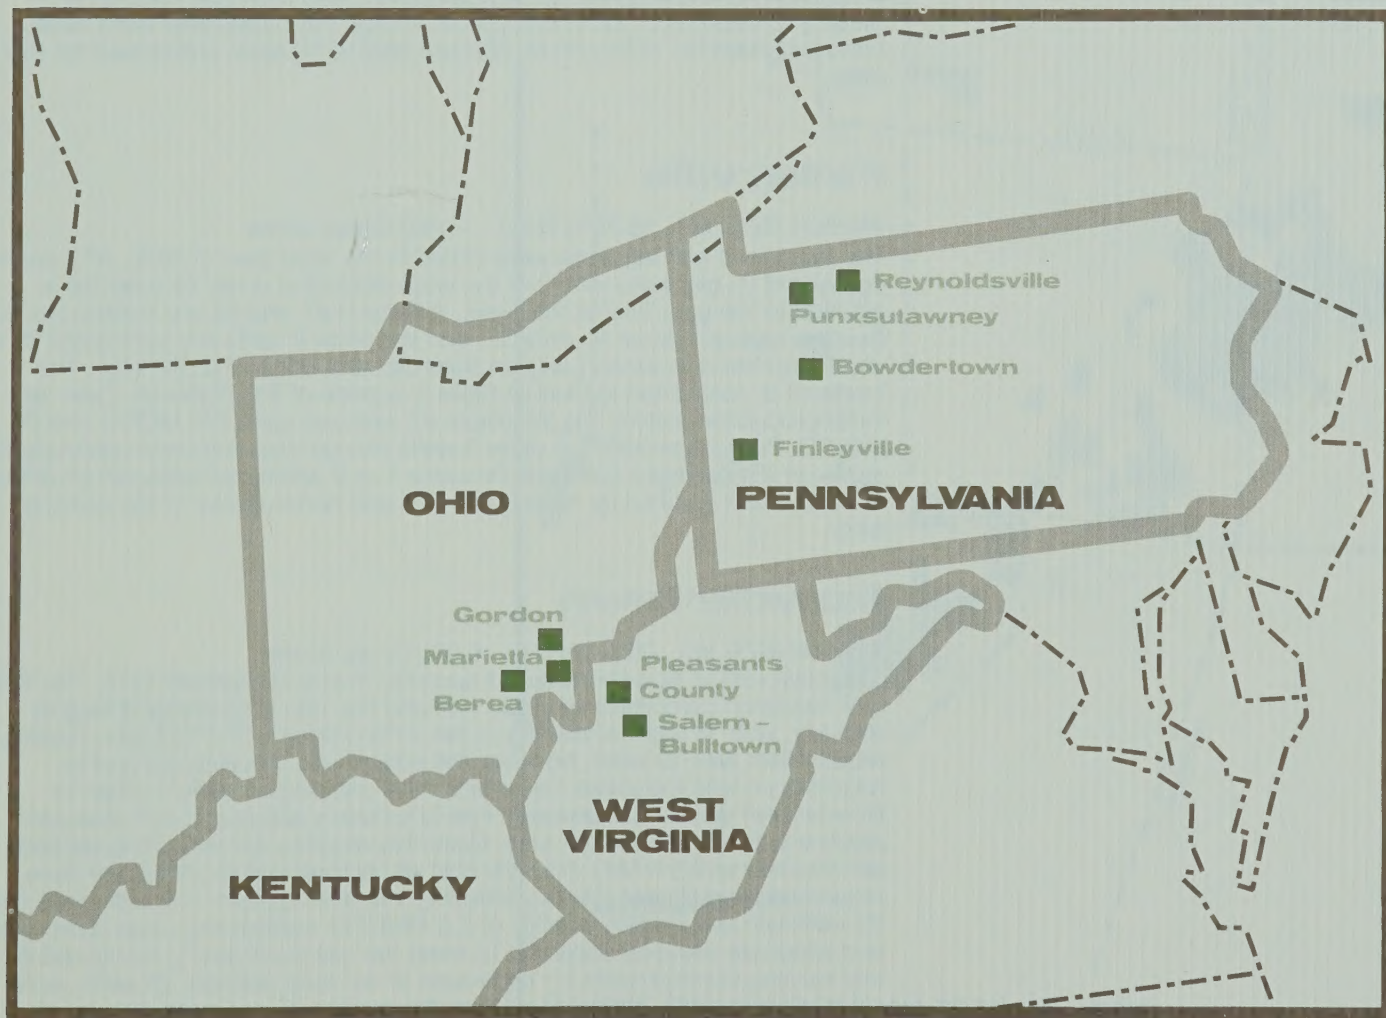 Reynoldsville
Punxsutawney
Bowdertown
Finleyville
OHIO
PENNSYLVANIA
Gordon
Marietta
Pleasants
County
Berea
Salem -
Bulltown
WEST
VIRGINIA
KENTUCKY